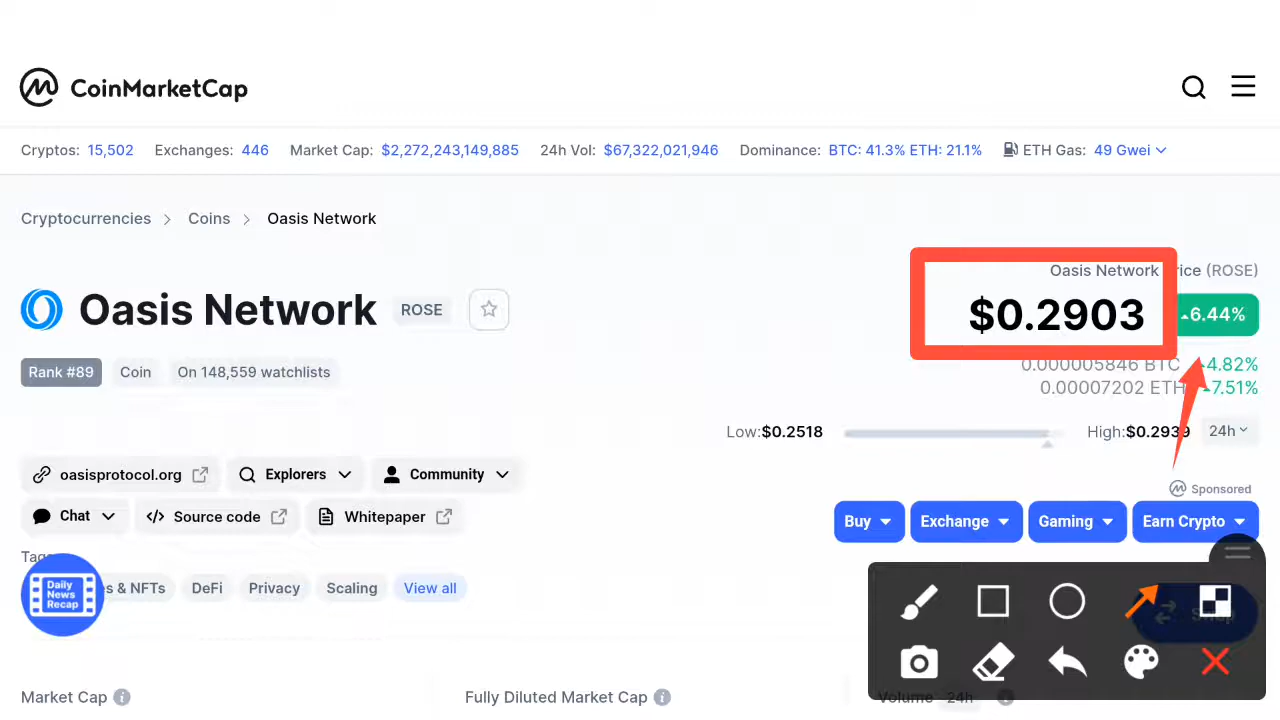 CoinMarketCap
Cryptos: 15,502 Exchanges: 446 Market Cap: $2,272,243,149,885 24h Vol: $67,322,021,946 Dominance: BTC: 41.3% ETH: 21.1% ETH Gas: 49 Gwei
Cryptocurrencies > Coins > Oasis Network
Oasis Network Price (ROSE)
Oasis Network ROSE
$0.2903 6.44%
Rank #89 Coin On 148,559 watchlists
0.000005846 BTC 4.82%
0.00007202 ETH 7.51%
Low:$0.2518 High:$0.2939 24h
oasisprotocol.org Explorers Community
Sponsored
Chat Source code Whitepaper
Buy Exchange Gaming Earn Crypto
Tags
Daily
News
Recap
s & NFTs DeFi Privacy Scaling View all
Swap
Market Cap Fully Diluted Market Cap Volume 24h